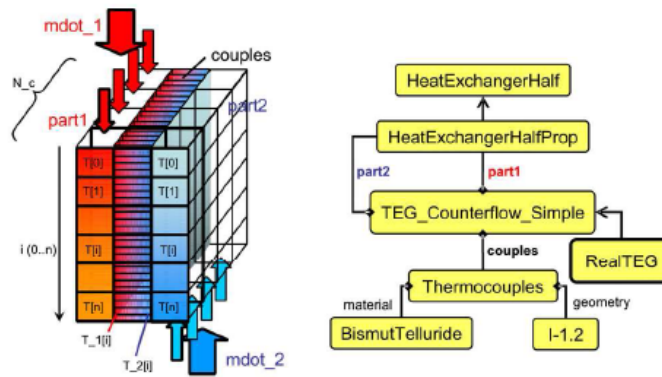 mdot_1
couples
N_c
part1
part2
T[0]
T[0]
T[1]
T[1]
i (0..n)
T[i]
T[i]
T[n]
T[n]
T_1[i]
T_2[i]
mdot_2
HeatExchangerHalf
HeatExchangerHalfProp
part2
part1
TEG_Counterflow_Simple
couples
RealTEG
Thermocouples
material
geometry
BismutTelluride
I-1.2